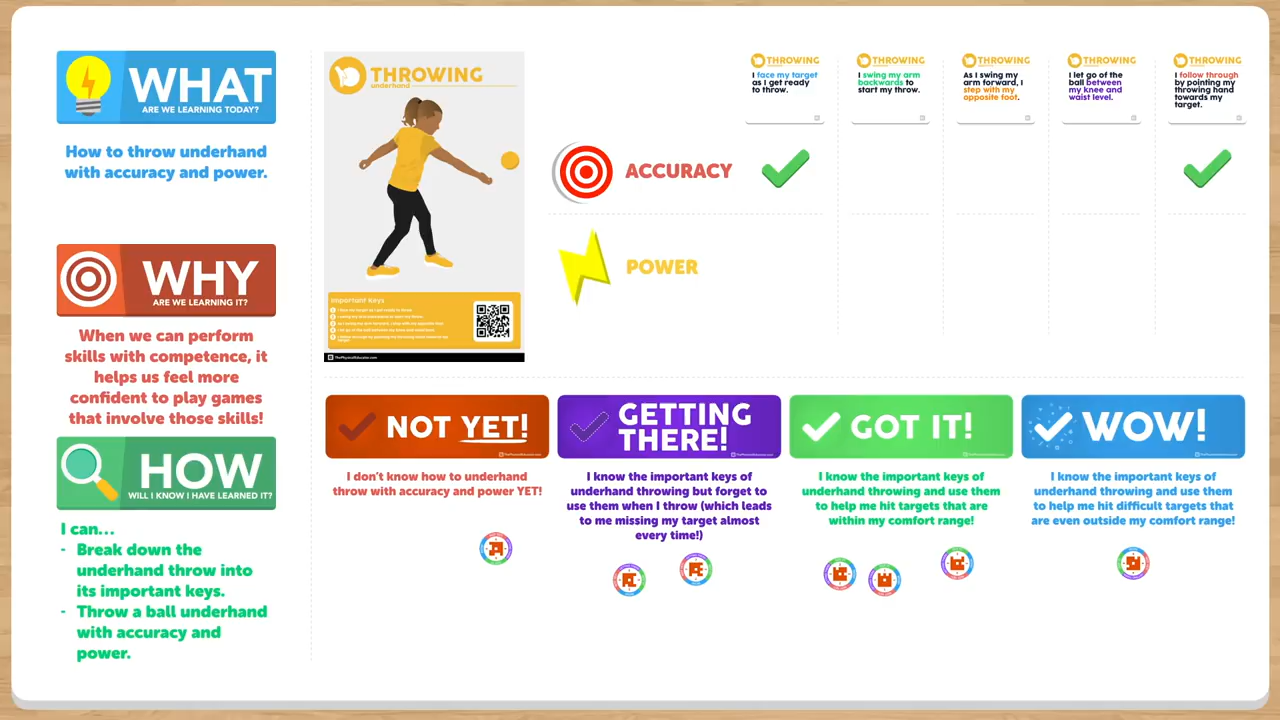 WHAT
ARE WE LEARNING TODAY?
How to throw underhand
with accuracy and power.
WHY
ARE WE LEARNING IT?
When we can perform
skills with competence, it
helps us feel more
confident to play games
that involve those skills!
HOW
WILL I KNOW I HAVE LEARNED IT?
I can...
- Break down the
underhand throw into
its important keys.
- Throw a ball underhand
with accuracy and
power.
THROWING
underhand
Important Keys
ThePhysicalEducator.com
THROWING
I face my target
as I get ready
to throw.
THROWING
I swing my arm
backwards to
start my throw.
THROWING
As I swing my
arm forward, I
step with my
opposite foot.
THROWING
I let go of the
ball between
my knee and
waist level.
THROWING
I follow through
by pointing my
throwing hand
towards my
target.
ACCURACY
POWER
NOT YET!
I don't know how to underhand
throw with accuracy and power YET!
GETTING
THERE!
ThePhysicalEducator.com
I know the important keys of
underhand throwing but forget to
use them when I throw (which leads
to me missing my target almost
every time!)
GOT IT!
ThePhysicalEducator.com
I know the important keys of
underhand throwing and use them
to help me hit targets that are
within my comfort range!
WOW!
ThePhysicalEducator.com
I know the important keys of
underhand throwing and use them
to help me hit difficult targets that
are even outside my comfort range!